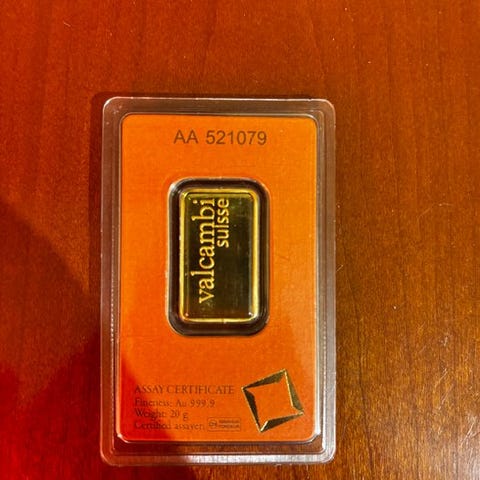 AA 521079
valcambi
suisse
ASSAY CERTIFICATE
Fineness: Au 999.9
Weight: 20 g
Certified assayer: